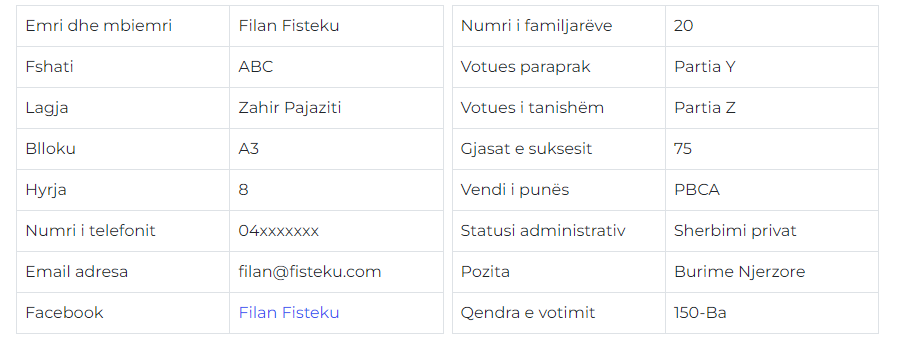 Emri dhe mbiemri Filan Fisteku Numri i familjarëve 20
Fshati ABC Votues paraprak Partia Y
Lagja Zahir Pajaziti Votues i tanishëm Partia Z
Blloku A3 Gjasat e suksesit 75
Hyrja 8 Vendi i punës PBCA
Numri i telefonit 04xxxxxxx Statusi administrativ Sherbimi privat
Email adresa filan@fisteku.com Pozita Burime Njerzore
Facebook Filan Fisteku Qendra e votimit 150-Ba